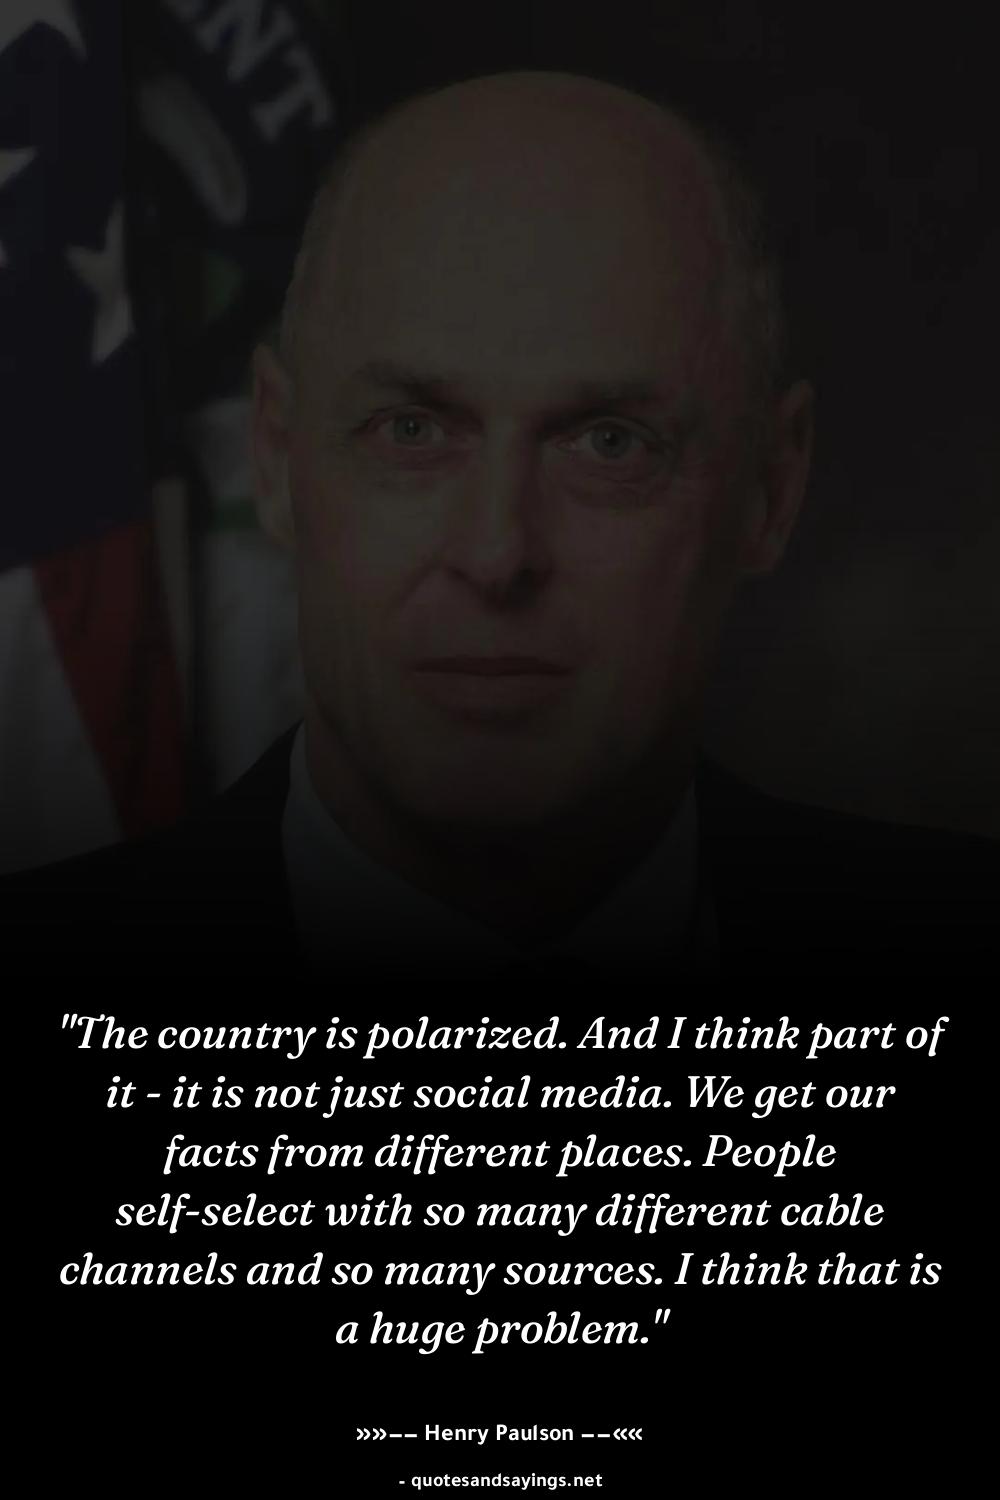 NT
"The country is polarized. And I think part of
it - it is not just social media. We get our
facts from different places. People
self-select with so many different cable
channels and so many sources. I think that is
a huge problem."
»»−− Henry Paulson −−««
- quotesandsayings.net